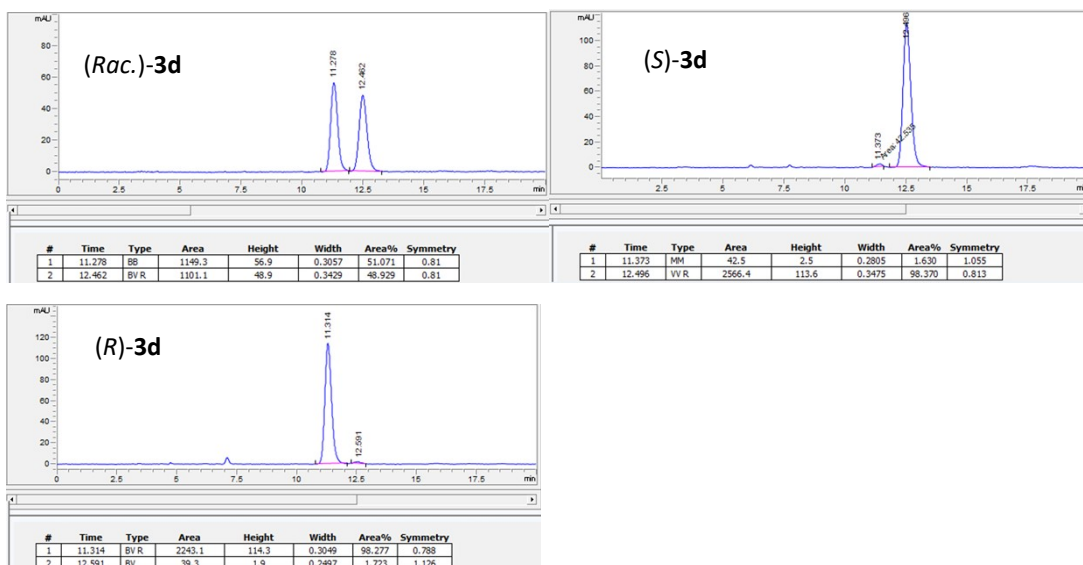 mAU
(Rac.)-3d
80
60
40
20
0
11.278
12.462
0 2.5 5 7.5 10 12.5 15 17.5 min
# Time Type Area Height Width Area% Symmetry
1 11.278 BB 1149.3 56.9 0.3057 51.071 0.81
2 12.462 BV R 1101.1 48.9 0.3429 48.929 0.81
mAU
(S)-3d
100
80
60
40
20
0
11.373
Area: 42.538
12.496
2.5 5 7.5 10 12.5 15 17.5
# Time Type Area Height Width Area% Symmetry
1 11.373 MM 42.5 2.5 0.2805 1.630 1.055
2 12.496 VV R 2566.4 113.6 0.3475 98.370 0.813
mAU
(R)-3d
120
100
80
60
40
20
0
11.314
12.591
0 2.5 5 7.5 10 12.5 15 17.5 min
# Time Type Area Height Width Area% Symmetry
1 11.314 BV R 2243.1 114.3 0.3049 98.277 0.788
2 12.591 BV 39.3 1.9 0.2497 1.723 1.126